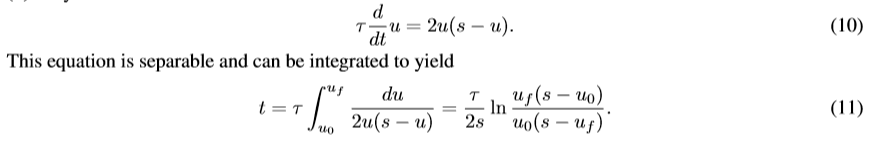 τ d/dt u = 2u(s − u). (10)
This equation is separable and can be integrated to yield
t = τ ∫_{u_0}^{u_f} du / 2u(s − u) = τ/2s ln u_f(s − u_0) / u_0(s − u_f). (11)